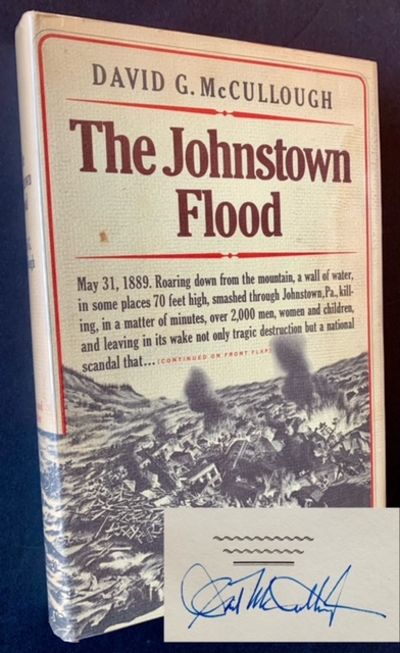 DAVID G. McCULLOUGH
The Johnstown
Flood
May 31, 1889. Roaring down from the mountain, a wall of water,
in some places 70 feet high, smashed through Johnstown, Pa., kill-
ing, in a matter of minutes, over 2,000 men, women and children,
and leaving in its wake not only tragic destruction but a national
scandal that... (CONTINUED ON FRONT FLAP)